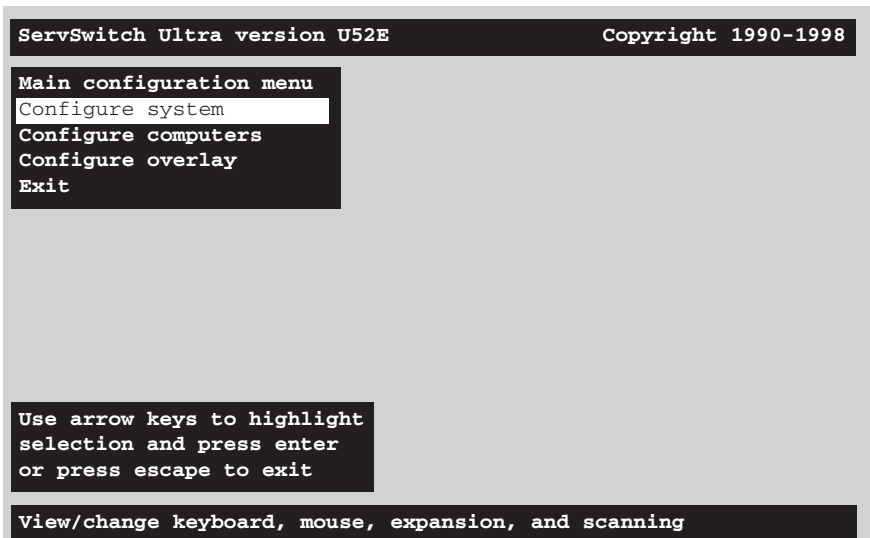 ServSwitch Ultra version U52E Copyright 1990-1998
Main configuration menu
Configure system
Configure computers
Configure overlay
Exit
Use arrow keys to highlight
selection and press enter
or press escape to exit
View/change keyboard, mouse, expansion, and scanning